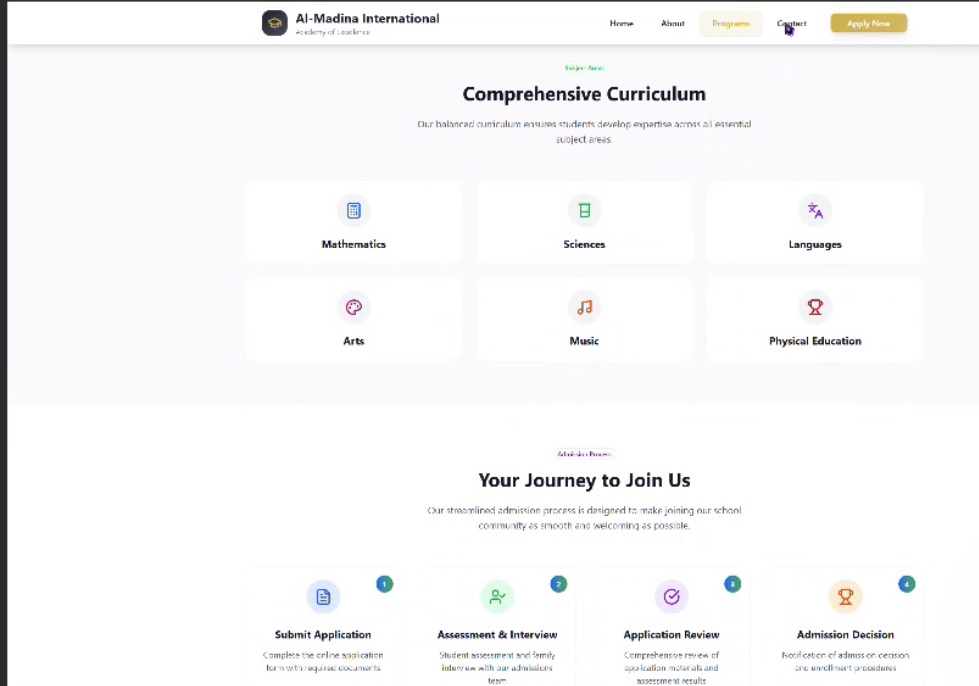 Al-Madina International
Academy of Excellence
Home
About
Programs
Contact
Apply Now
Subject Areas
Comprehensive Curriculum
Our balanced curriculum ensures students develop expertise across all essential
subject areas.
Mathematics
Sciences
Languages
Arts
Music
Physical Education
Admission Process
Your Journey to Join Us
Our streamlined admission process is designed to make joining our school
community as smooth and welcoming as possible.
1
2
3
4
Submit Application
Assessment & Interview
Application Review
Admission Decision
Complete the online application
form with required documents
Student assessment and family
interview with our admissions
team
Comprehensive review of
application materials and
assessment results
Notification of admission decision
and enrollment procedures